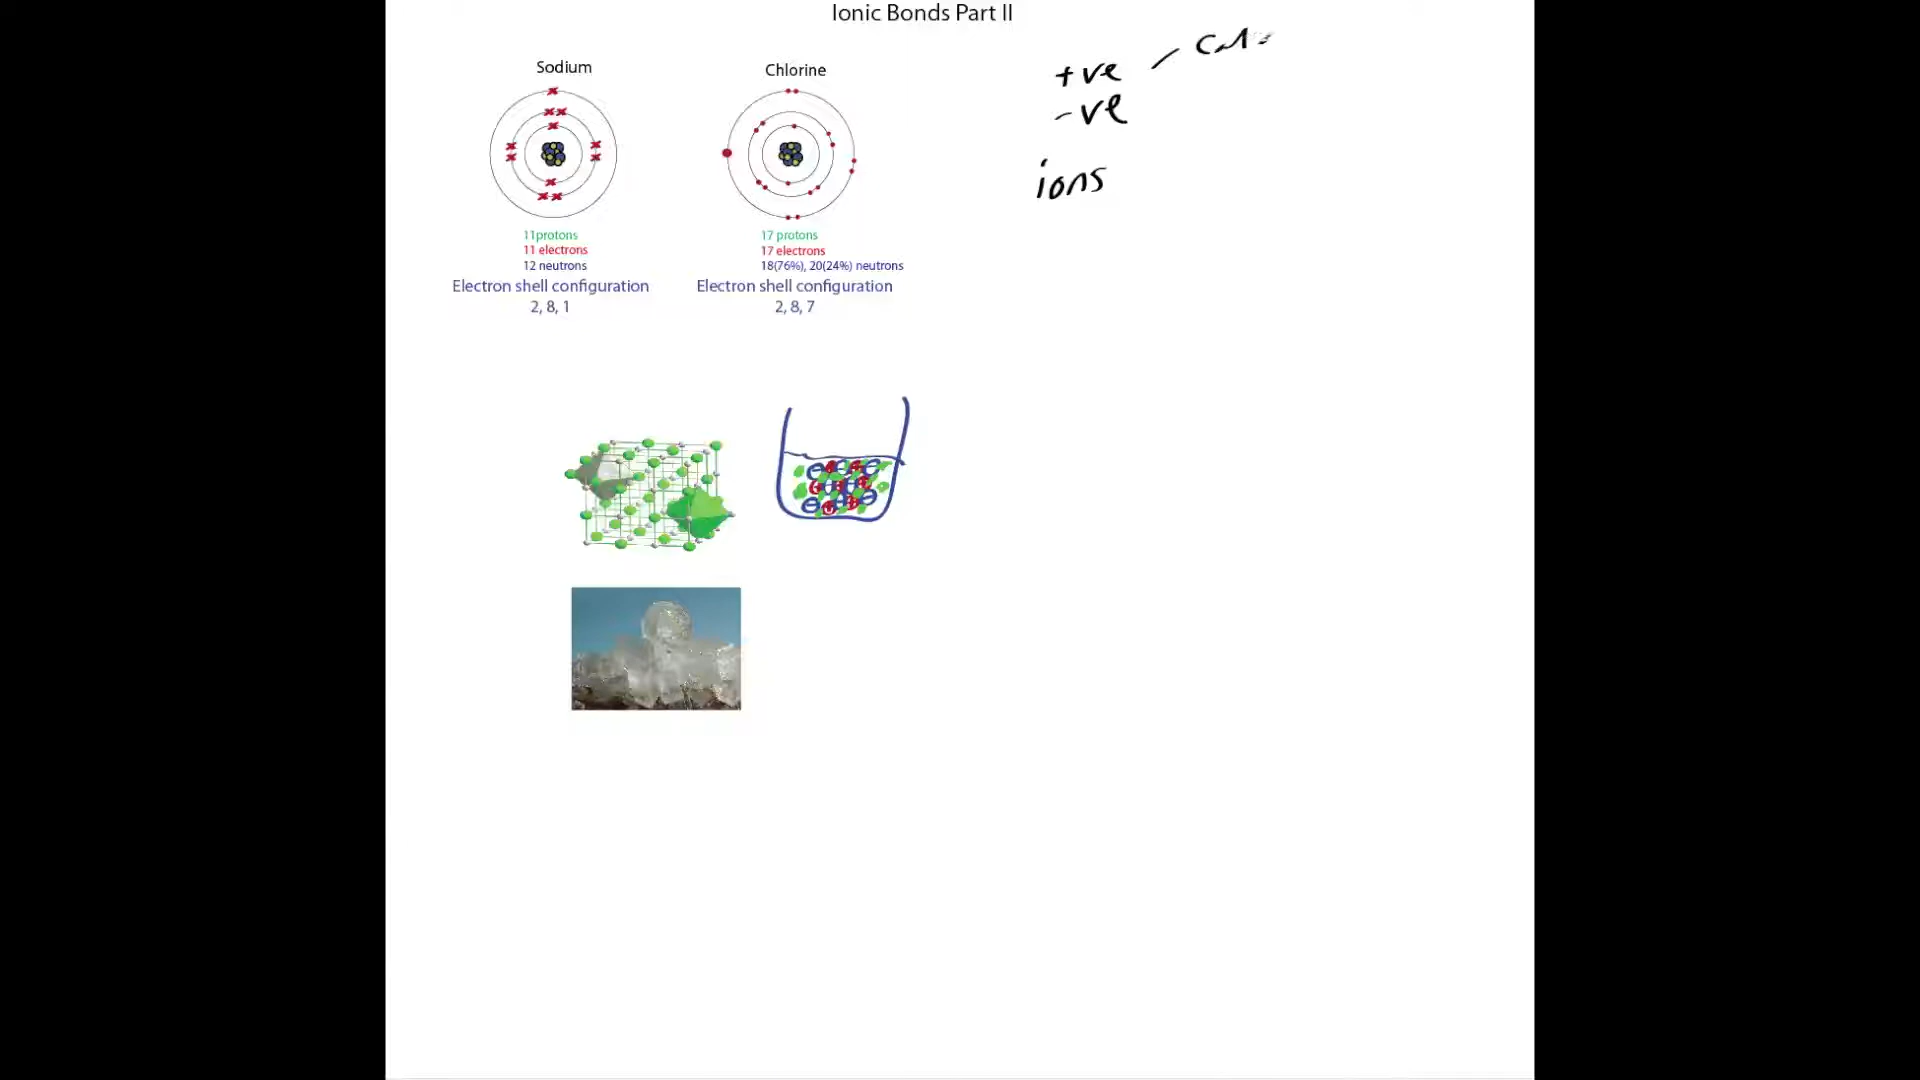 Ionic Bonds Part II
Sodium
Chlorine
11protons
11 electrons
12 neutrons
Electron shell configuration
2, 8, 1
17 protons
17 electrons
18(76%), 20(24%) neutrons
Electron shell configuration
2, 8, 7
+ve
-ve
ions